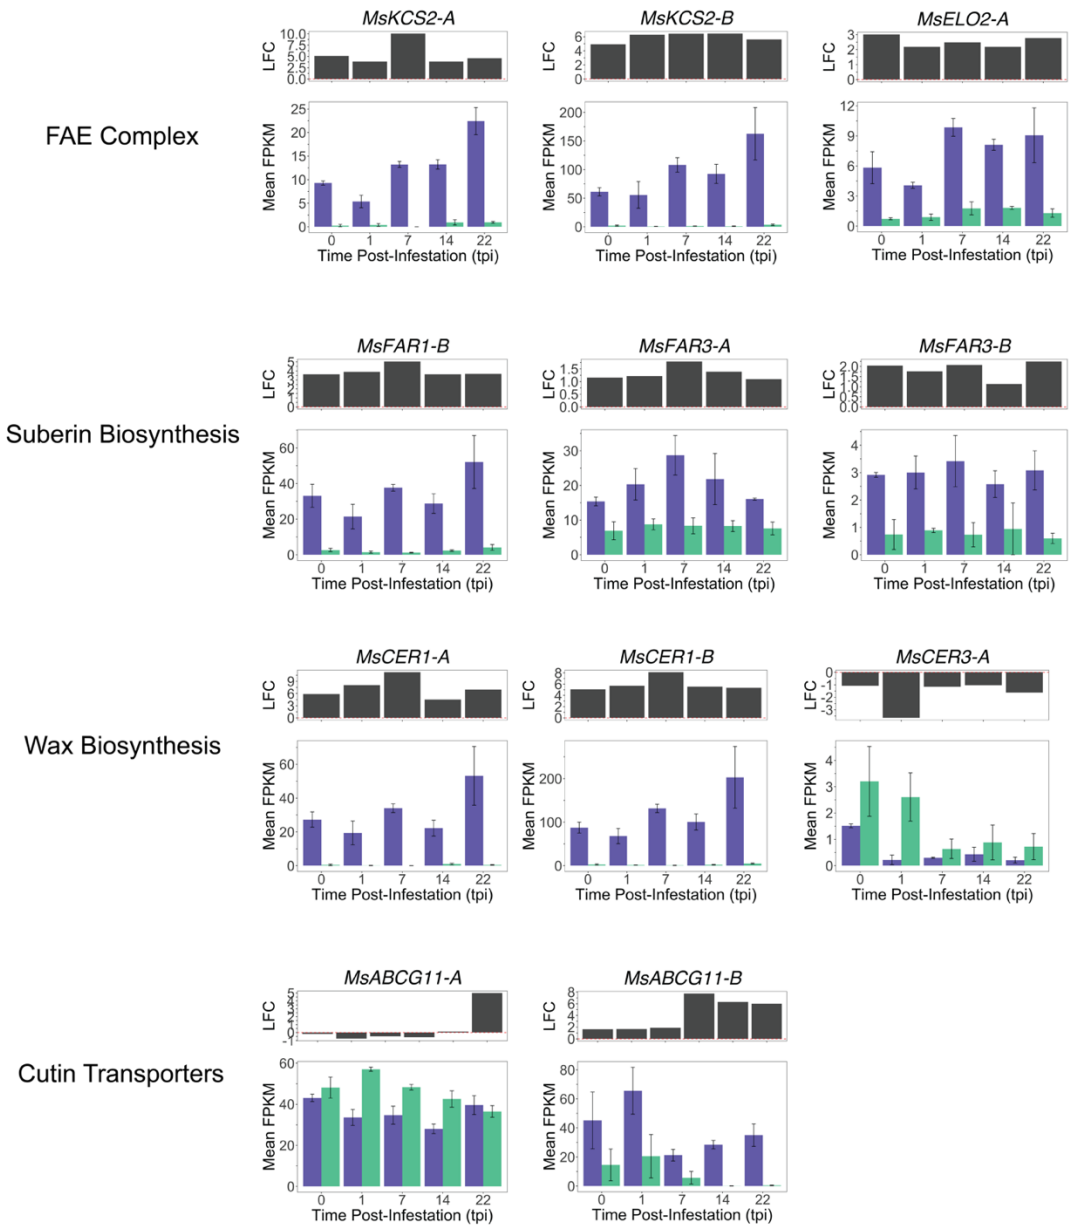 MsKCS2-A MsKCS2-B MsELO2-A
LFC 10.0 7.5 5.0 2.5 0.0
LFC 6 4 2 0
LFC 3 2 1 0
FAE Complex
Mean FPKM 25 20 15 10 5 0
Mean FPKM 200 150 100 50 0
Mean FPKM 12 9 6 3 0
0 1 7 14 22 0 1 7 14 22 0 1 7 14 22
Time Post-Infestation (tpi) Time Post-Infestation (tpi) Time Post-Infestation (tpi)
MsFAR1-B MsFAR3-A MsFAR3-B
LFC 5 4 3 2 1 0
LFC 1.5 1.0 0.5 0.0
LFC 2.0 1.5 1.0 0.5 0.0
Suberin Biosynthesis
Mean FPKM 60 40 20 0
Mean FPKM 30 20 10 0
Mean FPKM 4 3 2 1 0
0 1 7 14 22 0 1 7 14 22 0 1 7 14 22
Time Post-Infestation (tpi) Time Post-Infestation (tpi) Time Post-Infestation (tpi)
MsCER1-A MsCER1-B MsCER3-A
LFC 9 6 3 0
LFC 8 6 4 2 0
LFC 0 -1 -2 -3
Wax Biosynthesis
Mean FPKM 60 40 20 0
Mean FPKM 200 100 0
Mean FPKM 4 3 2 1 0
0 1 7 14 22 0 1 7 14 22 0 1 7 14 22
Time Post-Infestation (tpi) Time Post-Infestation (tpi) Time Post-Infestation (tpi)
MsABCG11-A MsABCG11-B
LFC 5 4 3 2 1 0 -1
LFC 8 6 4 2 0
Cutin Transporters
Mean FPKM 60 40 20 0
Mean FPKM 80 60 40 20 0
0 1 7 14 22 0 1 7 14 22
Time Post-Infestation (tpi) Time Post-Infestation (tpi)